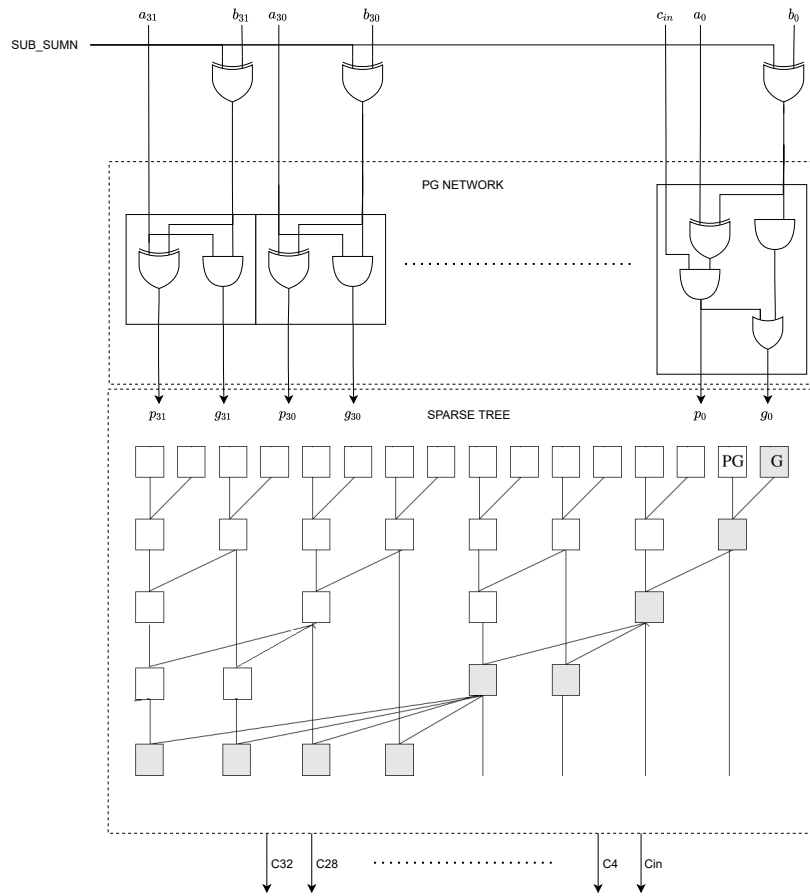 a31 b31 a30 b30 cin a0 b0
SUB_SUMN
PG NETWORK
p31 g31 p30 g30 SPARSE TREE p0 g0
PG G
C32 C28 C4 Cin